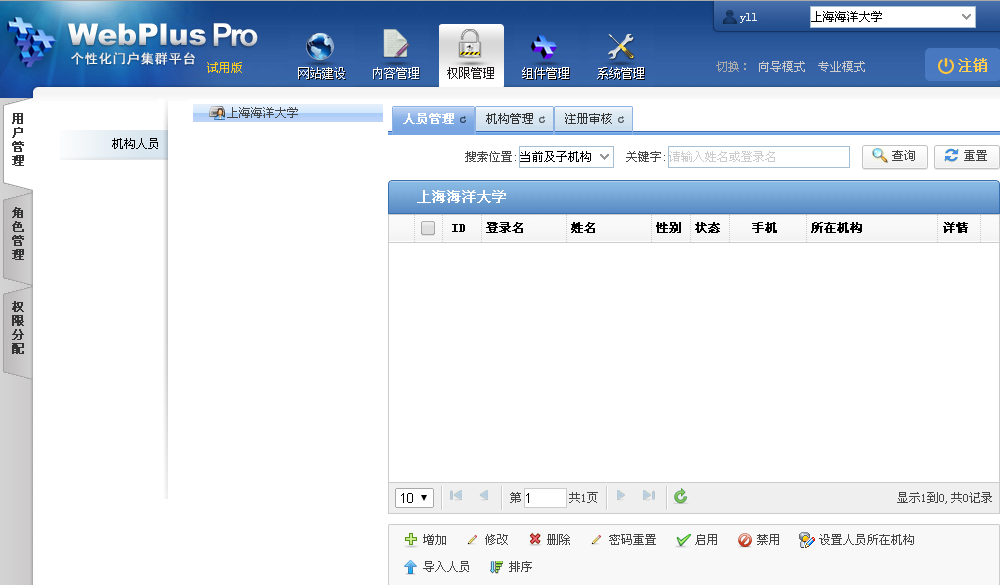 yll 上海海洋大学
WebPlus Pro
个性化门户集群平台 试用版
网站建设 内容管理 权限管理 组件管理 系统管理
切换： 向导模式 专业模式 注销
用户管理
角色管理
权限分配
机构人员
上海海洋大学
人员管理 机构管理 注册审核
搜索位置: 当前及子机构 关键字: 请输入姓名或登录名 查询 重置
上海海洋大学
ID 登录名 姓名 性别 状态 手机 所在机构 详情
10 第 1 共1页 显示1到0, 共0记录
增加 修改 删除 密码重置 启用 禁用 设置人员所在机构
导入人员 排序